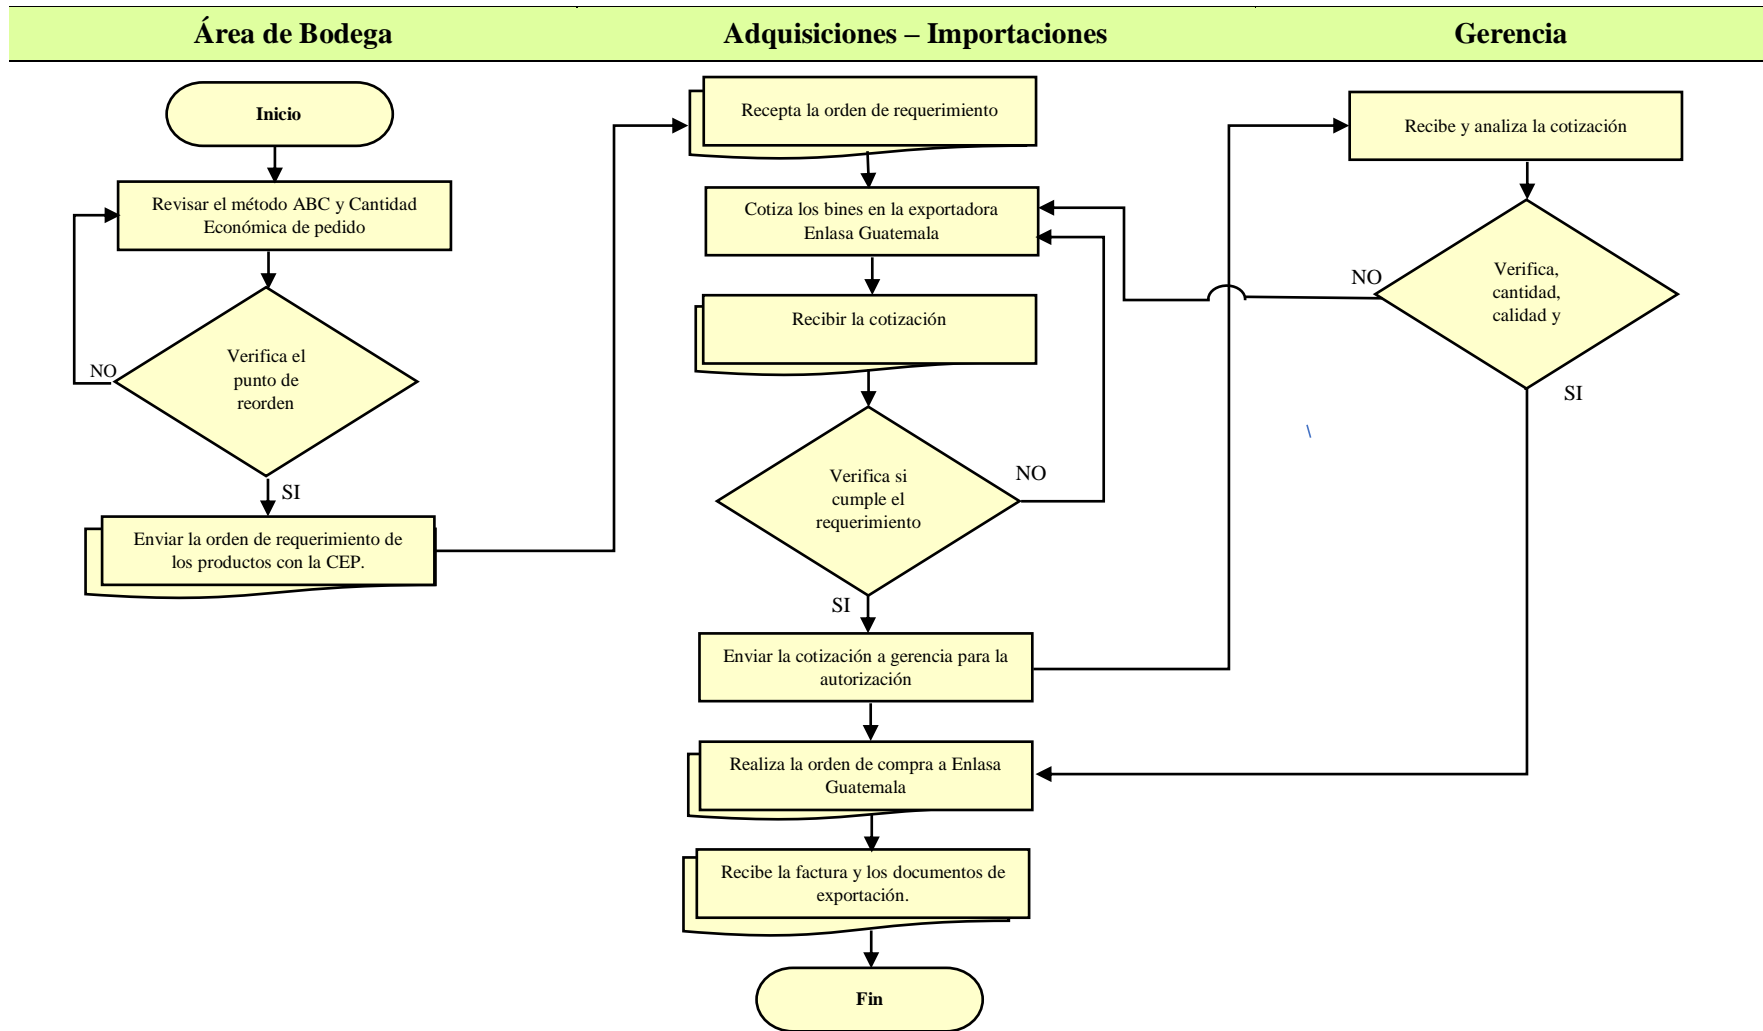 Área de Bodega
Adquisiciones – Importaciones
Gerencia
Inicio
Revisar el método ABC y Cantidad
Económica de pedido
NO
Verifica el
punto de
reorden
SI
Enviar la orden de requerimiento de
los productos con la CEP.
Recepta la orden de requerimiento
Cotiza los bines en la exportadora
Enlasa Guatemala
Recibir la cotización
Verifica si
cumple el
requerimiento
NO
SI
Enviar la cotización a gerencia para la
autorización
Realiza la orden de compra a Enlasa
Guatemala
Recibe la factura y los documentos de
exportación.
Fin
Recibe y analiza la cotización
NO
Verifica,
cantidad,
calidad y
SI
\